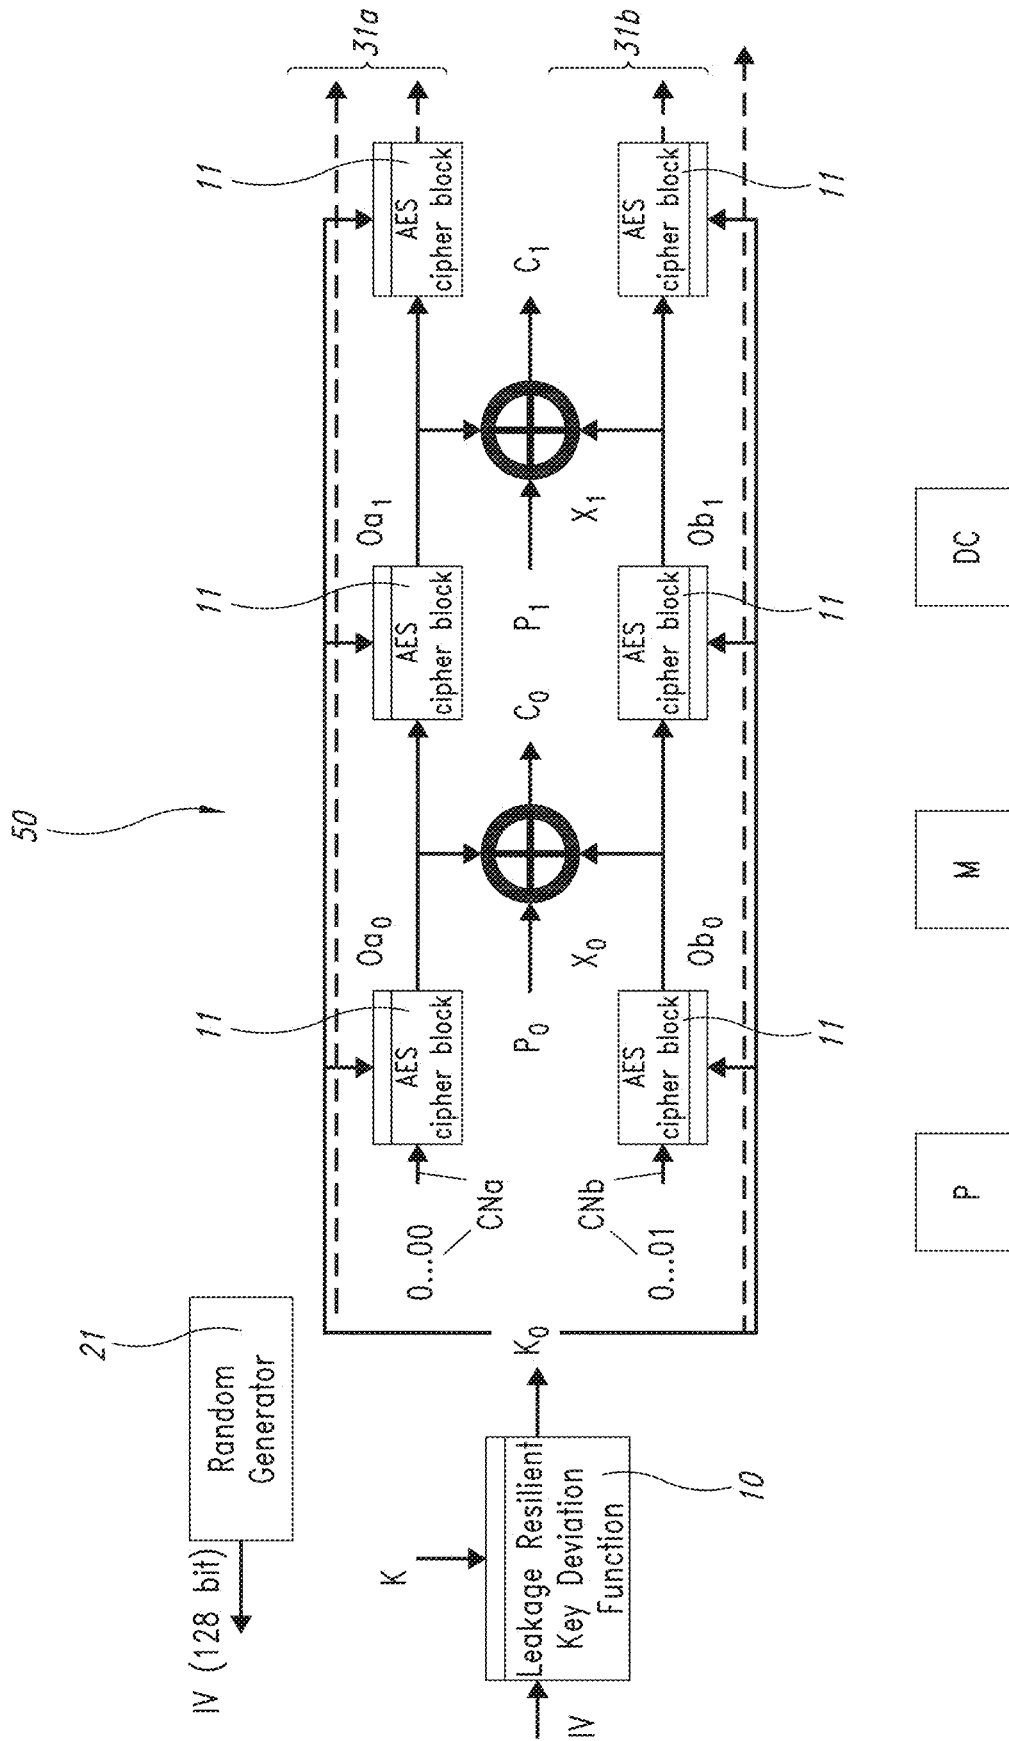 50
IV (128 bit)
Random
Generator
21
K
IV
Leakage Resilient
Key Deviation
Function
10
K0
0...00
CNa
0...01
CNb
11
AES
cipher block
Oa0
11
AES
cipher block
Oa1
11
AES
cipher block
31a
P0
X0
C0
P1
X1
C1
AES
cipher block
11
Ob0
AES
cipher block
11
Ob1
AES
cipher block
11
31b
P
M
DC